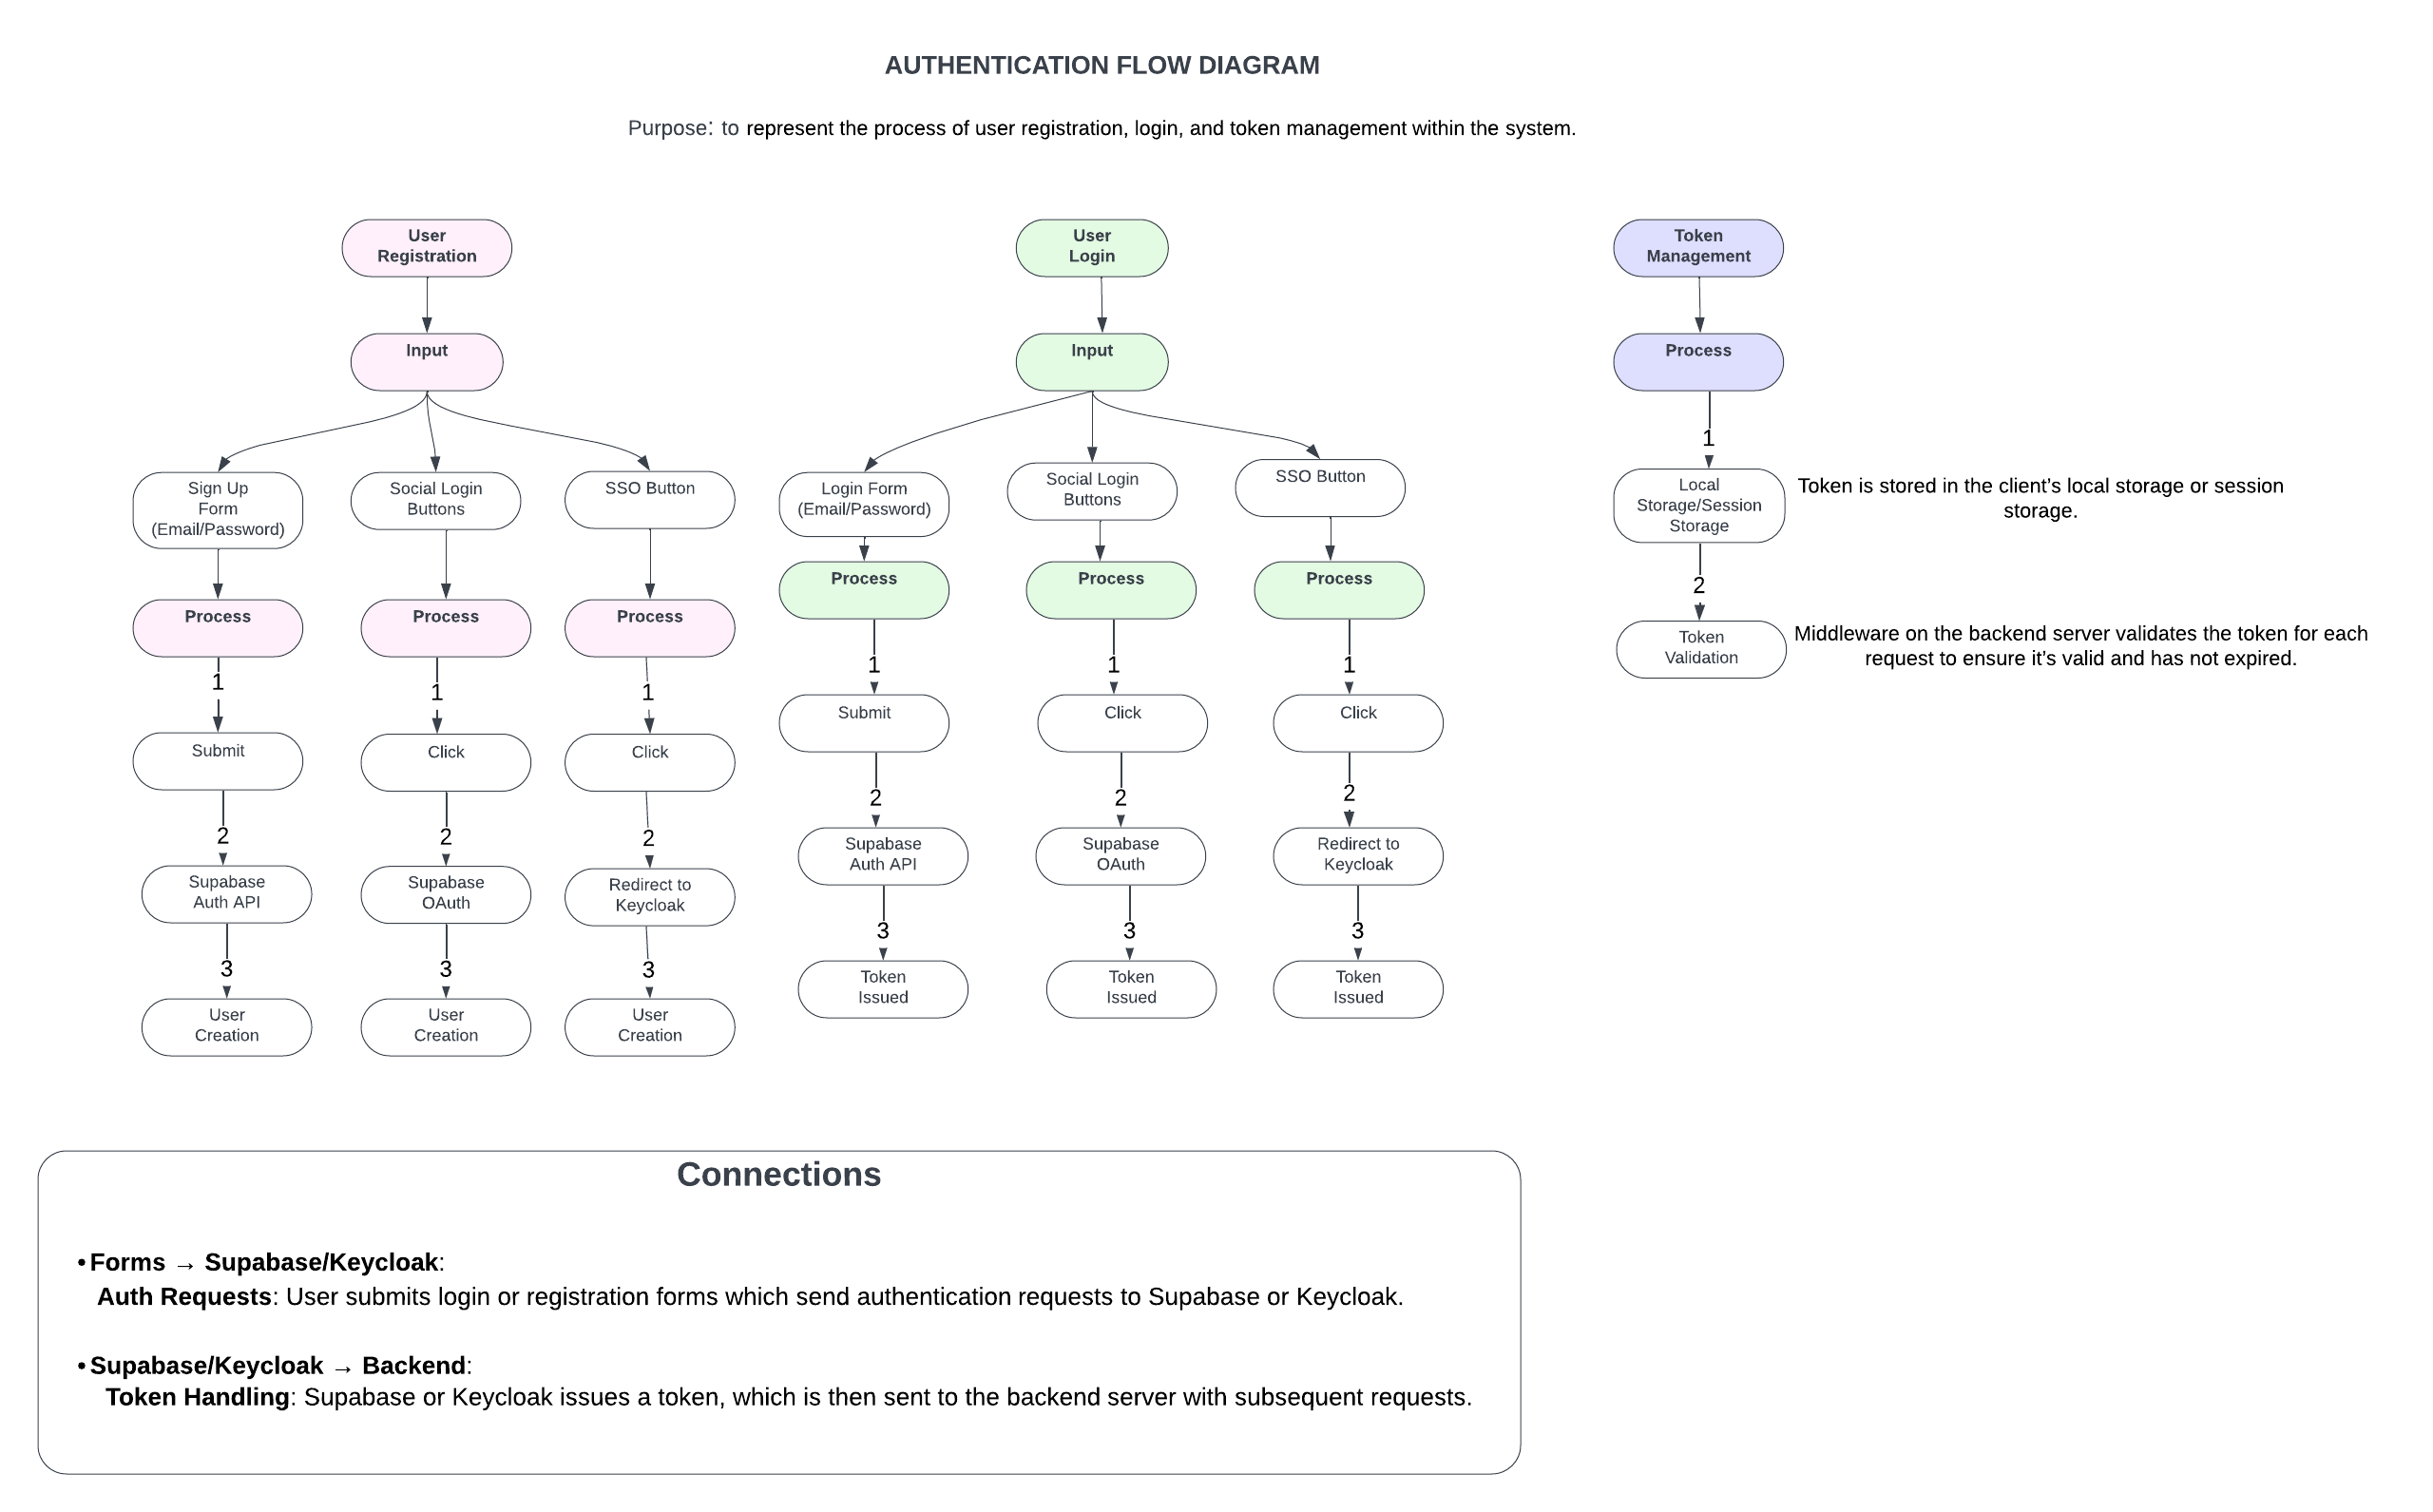 AUTHENTICATION FLOW DIAGRAM
Purpose: to represent the process of user registration, login, and token management within the system.
User
Registration
Input
Sign Up
Form
(Email/Password)
Process
1
Submit
2
Supabase
Auth API
3
User
Creation
Social Login
Buttons
Process
1
Click
2
Supabase
OAuth
3
User
Creation
SSO Button
Process
1
Click
2
Redirect to
Keycloak
3
User
Creation
User
Login
Input
Login Form
(Email/Password)
Process
1
Submit
2
Supabase
Auth API
3
Token
Issued
Social Login
Buttons
Process
1
Click
2
Supabase
OAuth
3
Token
Issued
SSO Button
Process
1
Click
2
Redirect to
Keycloak
3
Token
Issued
Token
Management
Process
1
Local
Storage/Session
Storage
Token is stored in the client’s local storage or session
storage.
2
Token
Validation
Middleware on the backend server validates the token for each
request to ensure it’s valid and has not expired.
Connections
• Forms → Supabase/Keycloak:
Auth Requests: User submits login or registration forms which send authentication requests to Supabase or Keycloak.
• Supabase/Keycloak → Backend:
Token Handling: Supabase or Keycloak issues a token, which is then sent to the backend server with subsequent requests.